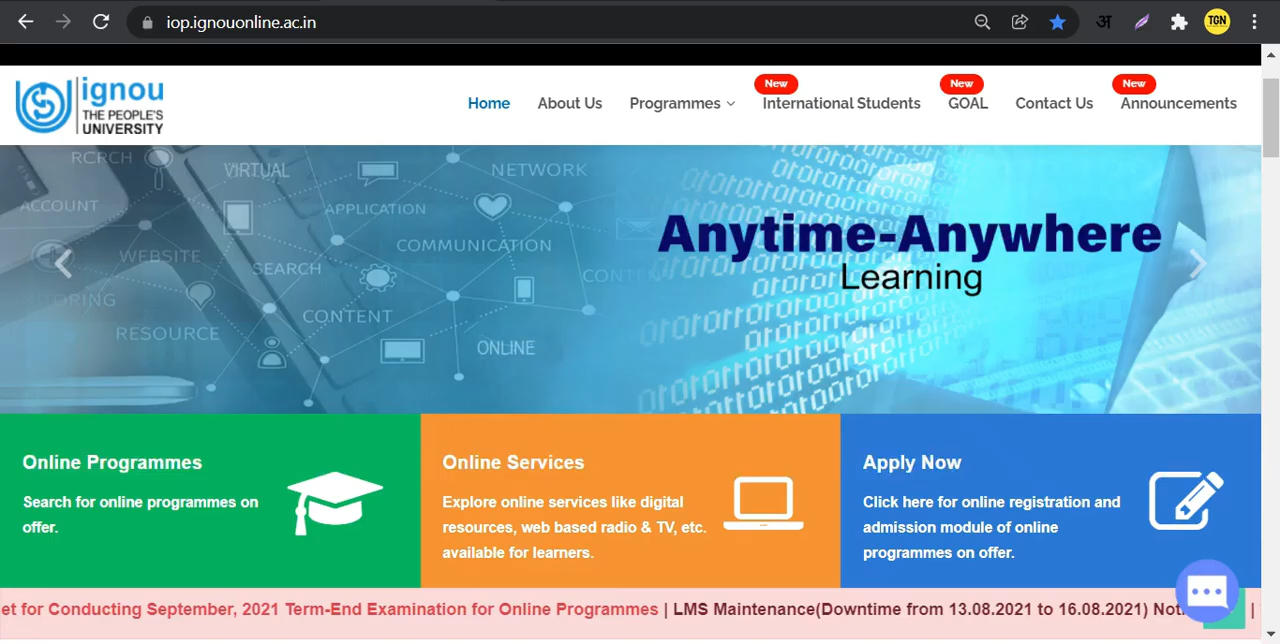 iop.ignouonline.ac.in
अ
TGN
ignou
THE PEOPLE'S
UNIVERSITY
New
New
New
Home
About Us
Programmes
International Students
GOAL
Contact Us
Announcements
RCRCH
VIRTUAL
NETWORK
ACCOUNT
APPLICATION
COMMUNICATION
WEBSITE
SEARCH
CONTENT
RESOURCE
ONLINE
Anytime-Anywhere
Learning
Online Programmes
Search for online programmes on
offer.
Online Services
Explore online services like digital
resources, web based radio & TV, etc.
available for learners.
Apply Now
Click here for online registration and
admission module of online
programmes on offer.
et for Conducting September, 2021 Term-End Examination for Online Programmes | LMS Maintenance(Downtime from 13.08.2021 to 16.08.2021) |